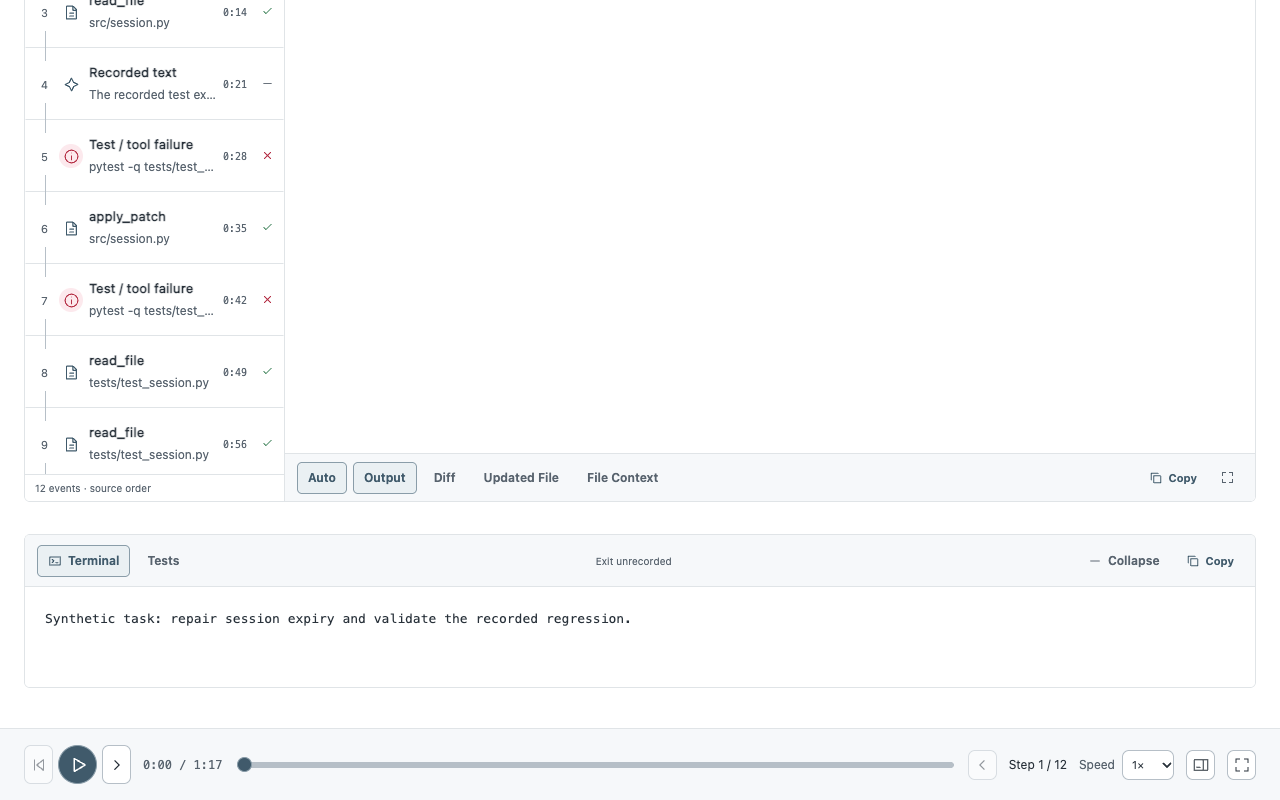 3
read_file
0:14
src/session.py
4
Recorded text
0:21
The recorded test ex...
5
Test / tool failure
0:28
pytest -q tests/test_...
6
apply_patch
0:35
src/session.py
7
Test / tool failure
0:42
pytest -q tests/test_...
8
read_file
0:49
tests/test_session.py
9
read_file
0:56
tests/test_session.py
12 events · source order
Auto Output Diff Updated File File Context Copy
Terminal Tests Exit unrecorded Collapse Copy
Synthetic task: repair session expiry and validate the recorded regression.
0:00 / 1:17 Step 1 / 12 Speed 1×